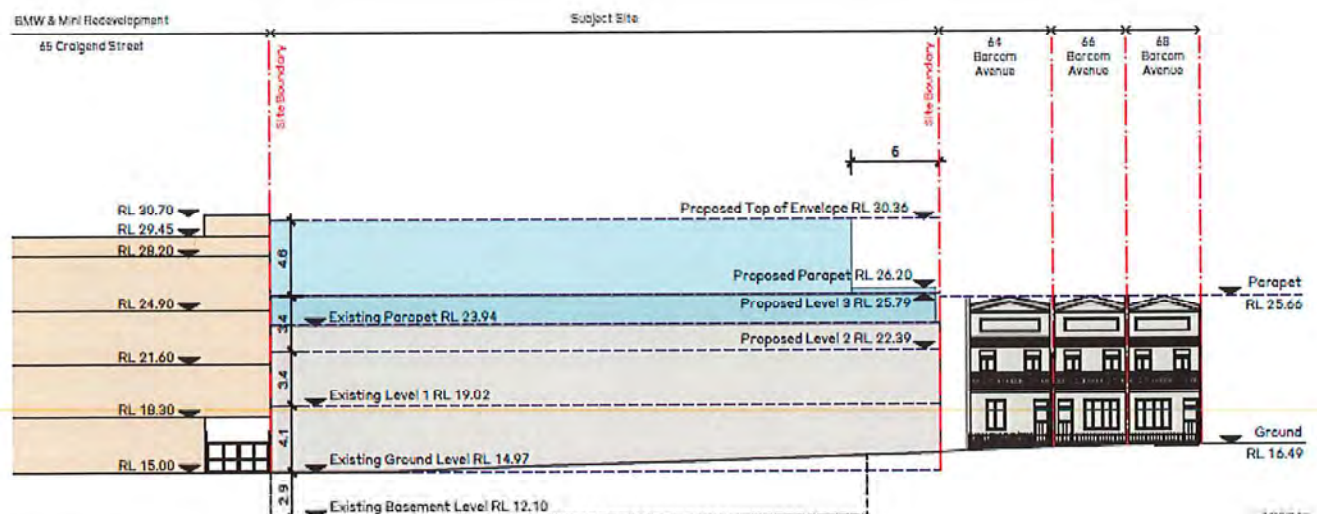 BMW & Mini Redevelopment
65 Craigend Street
Subject Site
64
Barcom
Avenue
66
Barcom
Avenue
68
Barcom
Avenue
Site Boundary
Site Boundary
6
RL 30.70
RL 29.45
RL 28.20
RL 24.90
RL 21.60
RL 18.30
RL 15.00
4.6
3.4
3.4
4.1
2.9
Proposed Top of Envelope RL 30.36
Proposed Parapet RL 26.20
Proposed Level 3 RL 25.79
Existing Parapet RL 23.94
Proposed Level 2 RL 22.39
Existing Level 1 RL 19.02
Existing Ground Level RL 14.97
Existing Basement Level RL 12.10
Parapet
RL 25.66
Ground
RL 16.49